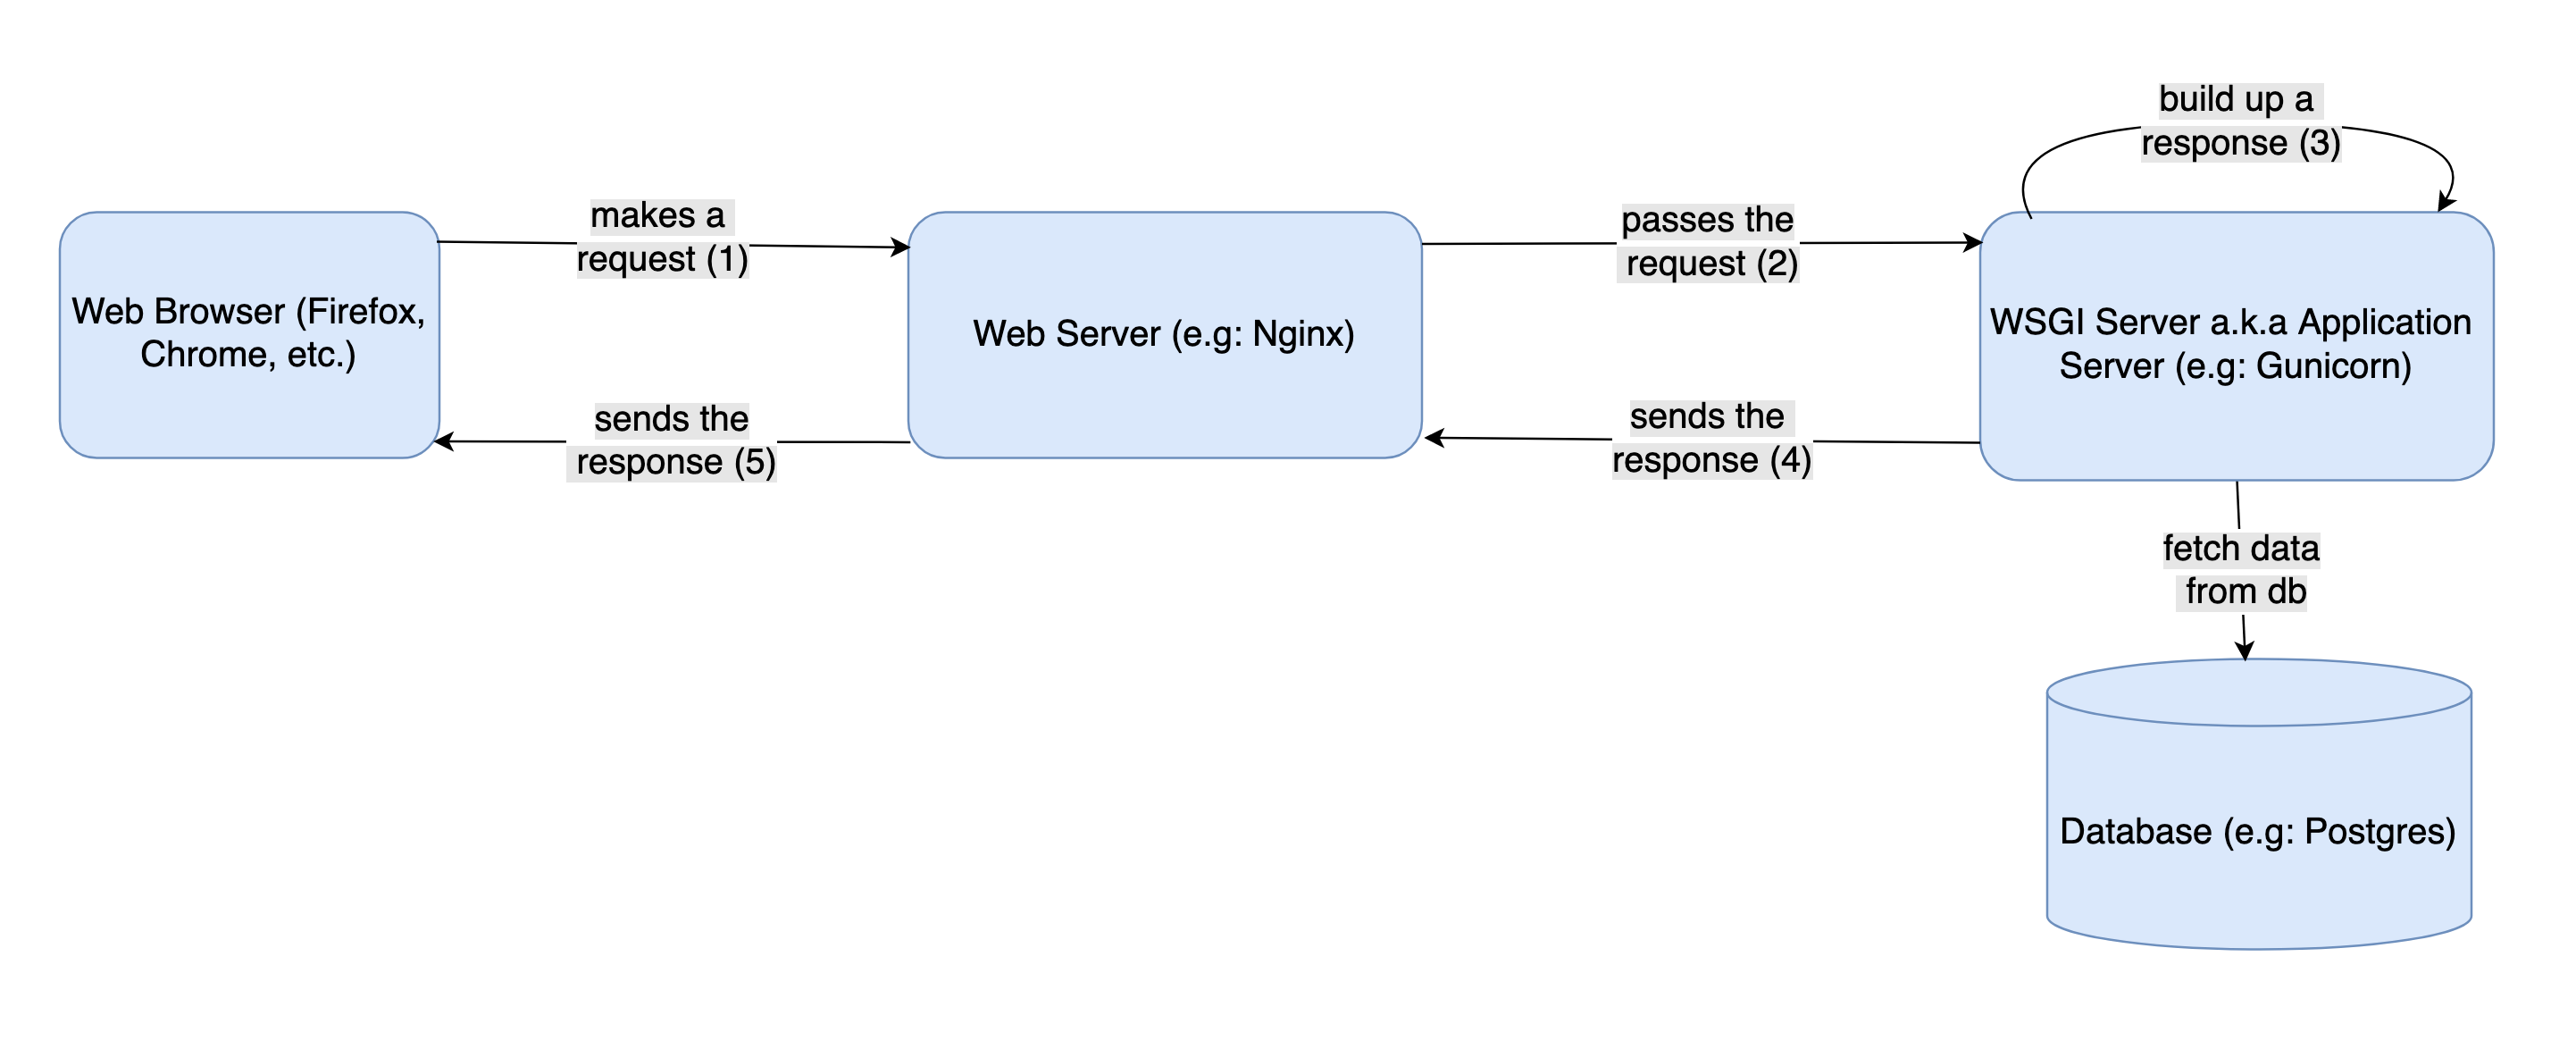 build up a
response (3)
makes a
request (1)
passes the
request (2)
Web Browser (Firefox,
Chrome, etc.)
Web Server (e.g: Nginx)
WSGI Server a.k.a Application
Server (e.g: Gunicorn)
sends the
response (5)
sends the
response (4)
fetch data
from db
Database (e.g: Postgres)